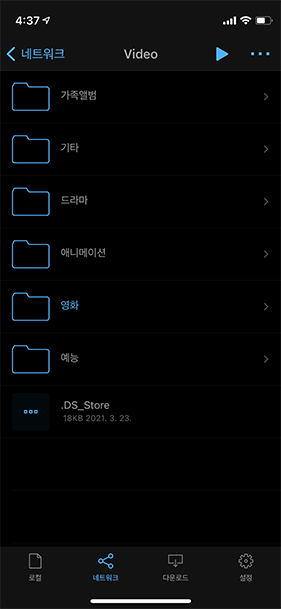 4:37
네트워크
Video
가족앨범
기타
드라마
애니메이션
영화
예능
.DS_Store
18KB 2021. 3. 23.
로컬
네트워크
다운로드
설정